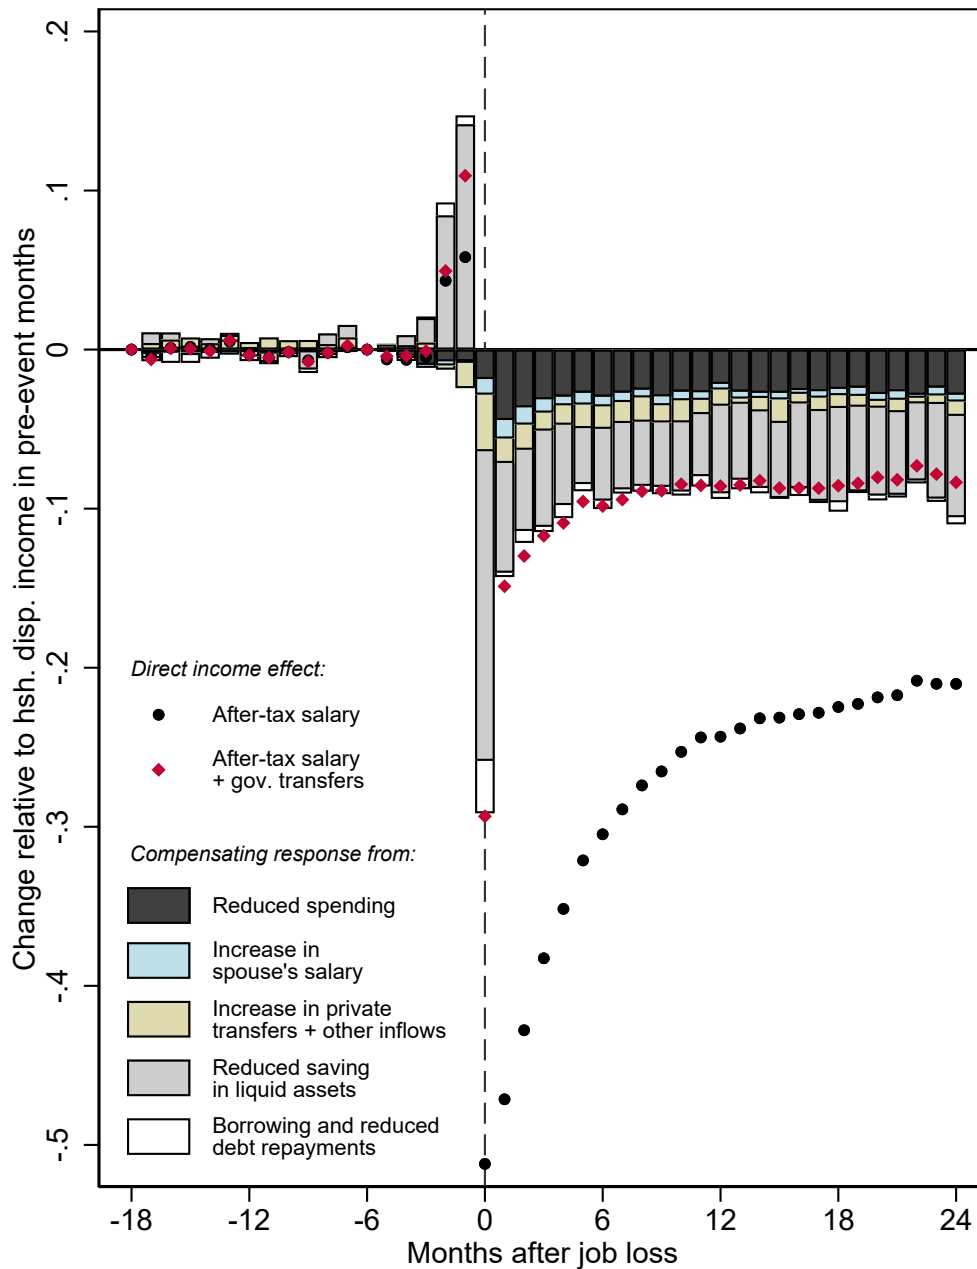 Change relative to hsh. disp. income in pre-event months
.2
.1
0
-.1
-.2
-.3
-.4
-.5
Direct income effect:
After-tax salary
After-tax salary
+ gov. transfers
Compensating response from:
Reduced spending
Increase in
spouse's salary
Increase in private
transfers + other inflows
Reduced saving
in liquid assets
Borrowing and reduced
debt repayments
-18 -12 -6 0 6 12 18 24
Months after job loss